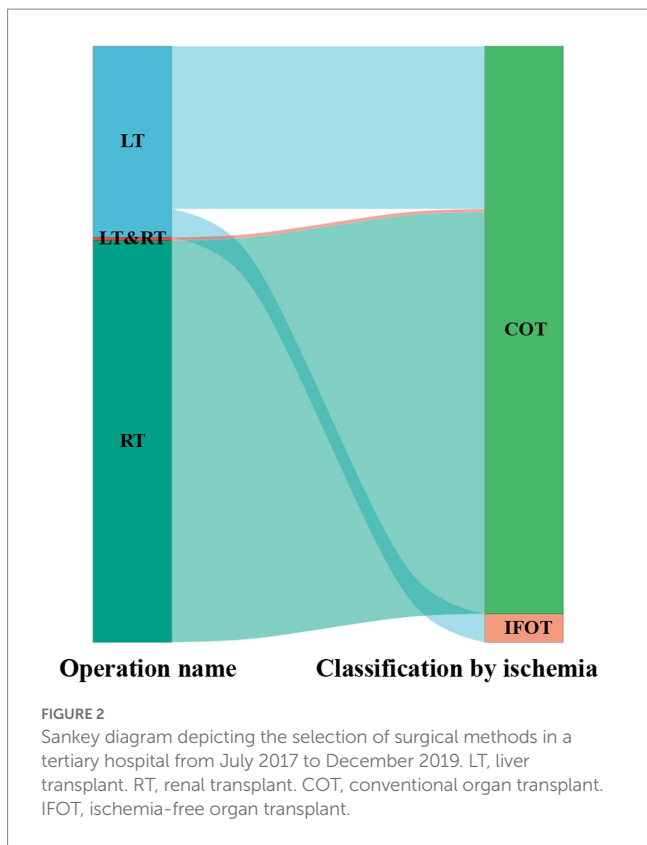 LT
LT&RT
COT
RT
IFOT
Operation name Classification by ischemia
FIGURE 2
Sankey diagram depicting the selection of surgical methods in a
tertiary hospital from July 2017 to December 2019. LT, liver
transplant. RT, renal transplant. COT, conventional organ transplant.
IFOT, ischemia-free organ transplant.